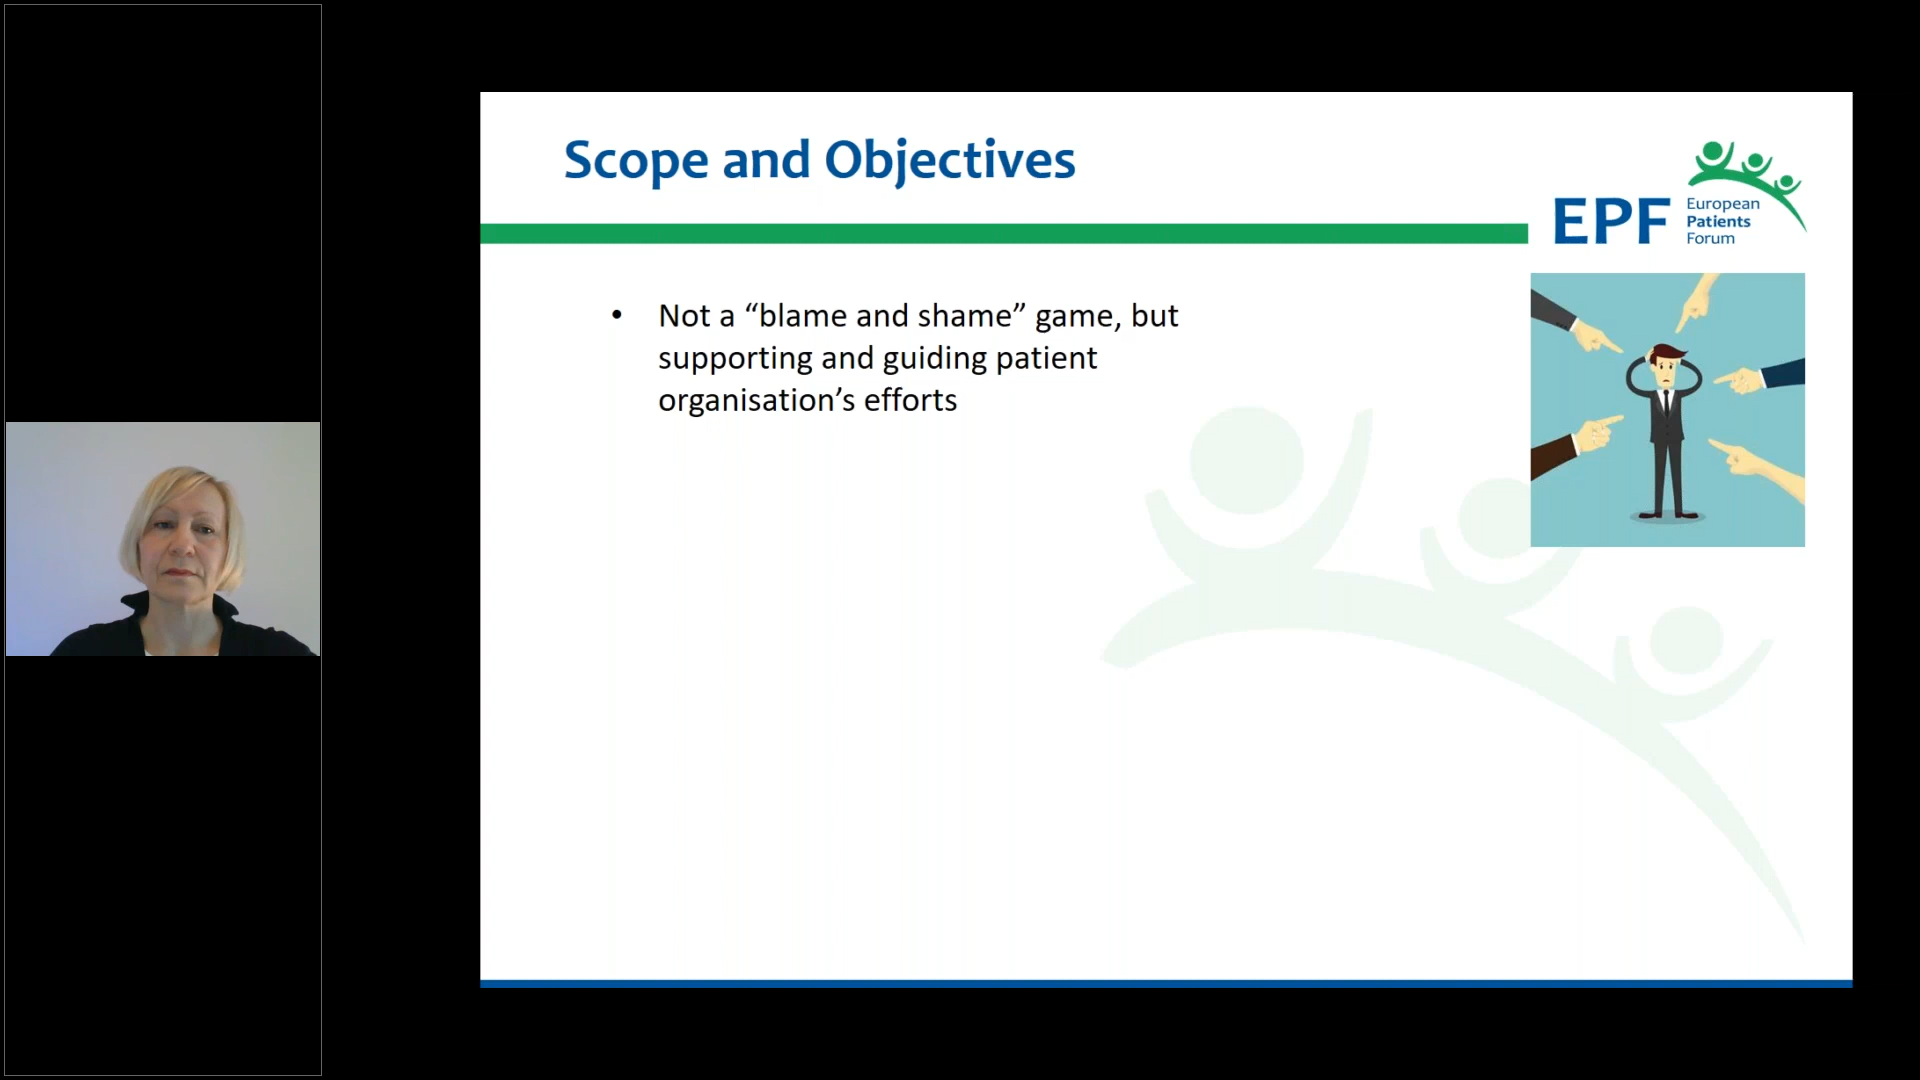 Scope and Objectives
EPF
European
Patients
Forum
• Not a “blame and shame” game, but
supporting and guiding patient
organisation’s efforts